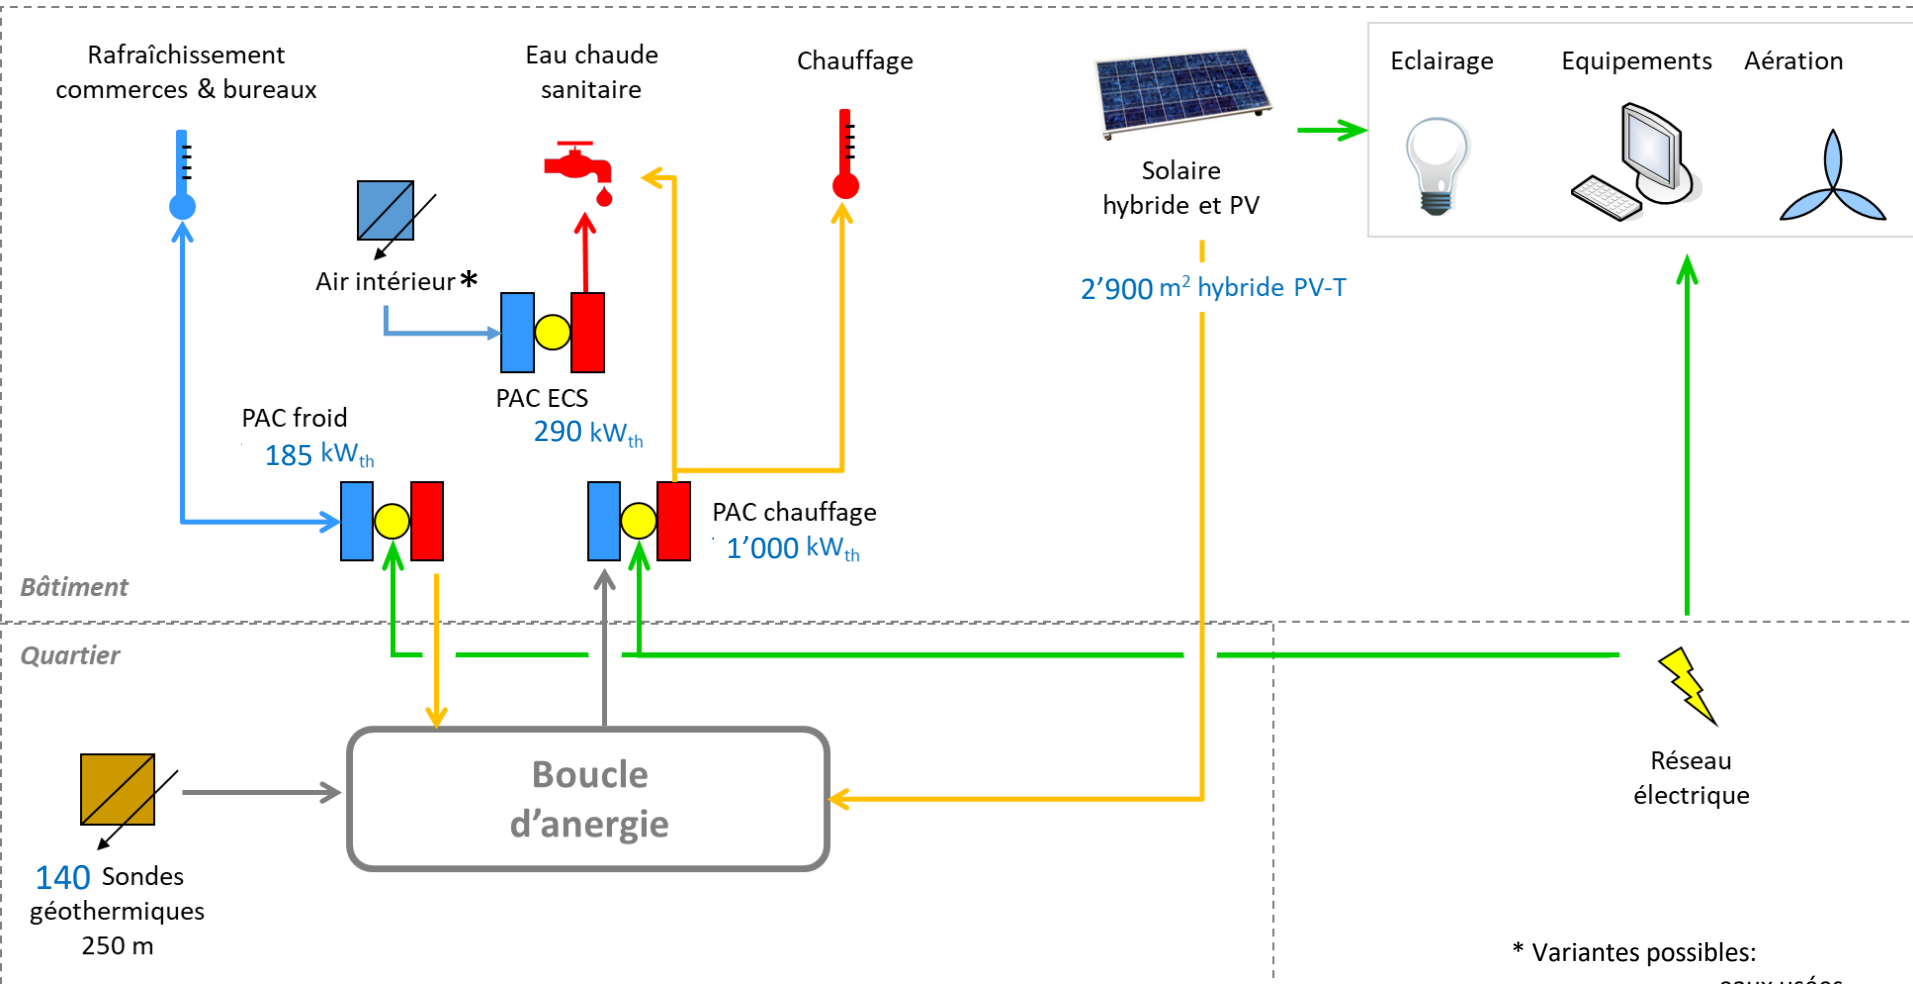 Rafraîchissement
commerces & bureaux
Eau chaude
sanitaire
Chauffage
Solaire
hybride et PV
2’900 m² hybride PV-T
Eclairage
Equipements
Aération
Air intérieur*
PAC ECS
290 kWth
PAC froid
185 kWth
PAC chauffage
1’000 kWth
Bâtiment
Quartier
Boucle
d’anergie
Réseau
électrique
140 Sondes
géothermiques
250 m
* Variantes possibles:
eaux usées